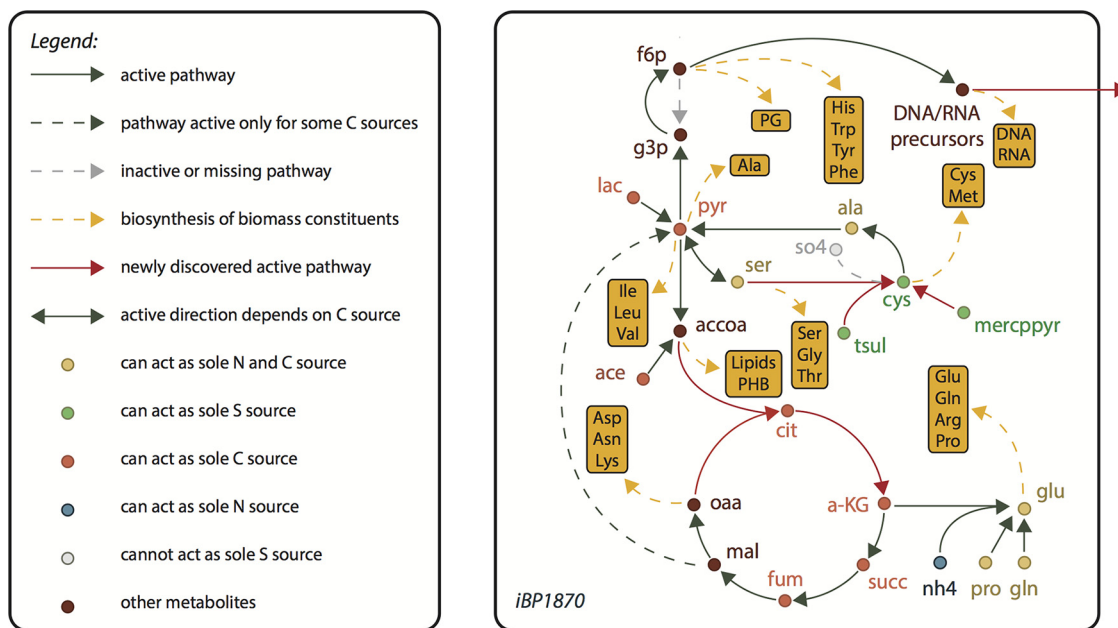 Legend:
active pathway
pathway active only for some C sources
inactive or missing pathway
biosynthesis of biomass constituents
newly discovered active pathway
active direction depends on C source
can act as sole N and C source
can act as sole S source
can act as sole C source
can act as sole N source
cannot act as sole S source
other metabolites
f6p
g3p
PG
His
Trp
Tyr
Phe
DNA/RNA
precursors
DNA
RNA
Ala
Cys
Met
lac
pyr
ala
so4
ser
cys
mercppyr
tsul
Ile
Leu
Val
accoa
ace
Lipids
PHB
Ser
Gly
Thr
Glu
Gln
Arg
Pro
Asp
Asn
Lys
cit
oaa
a-KG
glu
mal
fum
succ
nh4
pro
gln
iBP1870